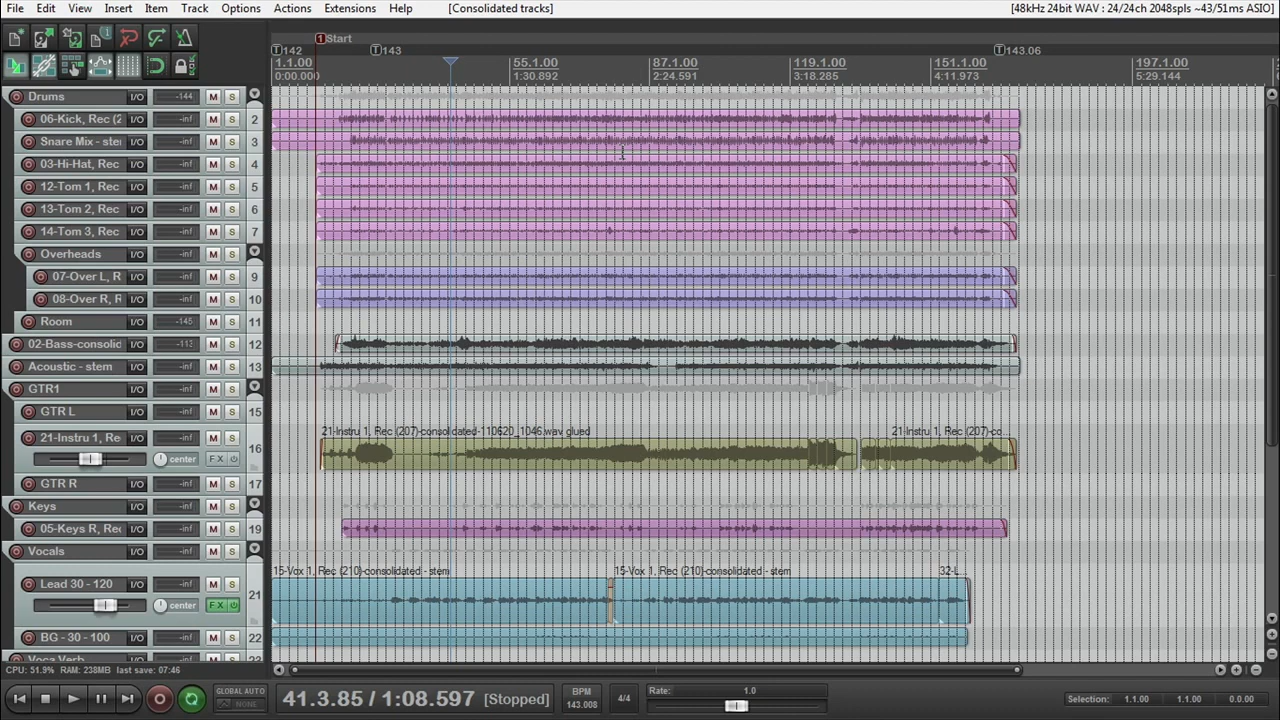 File Edit View Insert Item Track Options Actions Extensions Help [Consolidated tracks] [48kHz 24bit WAV : 24/24ch 2048spls ~43/51ms ASIO]
1 Start
T 142 T 143 T 143.06
1.1.00 55.1.00 87.1.00 119.1.00 151.1.00 197.1.00
0:00.000 1:30.892 2:24.591 3:18.285 4:11.973 5:29.144
Drums I/O -144 M S
06-Kick, Rec (2 I/O -inf M S 2
Snare Mix - ste I/O -inf M S 3
03-Hi-Hat, Rec I/O -inf M S 4
12-Tom 1, Rec I/O -inf M S 5
13-Tom 2, Rec I/O -inf M S 6
14-Tom 3, Rec I/O -inf M S 7
Overheads I/O -inf M S
07-Over L, R I/O -inf M S 9
08-Over R, R I/O -inf M S 10
Room I/O -145 M S 11
02-Bass-consolid I/O -113 M S 12
Acoustic - stem I/O -inf M S 13
GTR1 I/O -inf M S
GTR L I/O -inf M S 15
21-Instru 1, Rec (207)-consolidated-110620_1046.wav glued 21-Instru 1, Rec (207)-co...
21-Instru 1, Re I/O -inf M S 16
center FX
GTR R I/O -inf M S 17
Keys I/O -inf M S
05-Keys R, Rec I/O -inf M S 19
Vocals I/O -inf M S
15-Vox 1, Rec (210)-consolidated - stem 15-Vox 1, Rec (210)-consolidated - stem 32-L...
Lead 30 - 120 I/O -inf M S 21
center FX
BG - 30 - 100 I/O -inf M S 22
CPU: 51.9% RAM: 238MB last save: 07:46
GLOBAL AUTO
NONE
41.3.85 / 1:08.597 [Stopped]
BPM
143.008
4/4
Rate: 1.0
Selection: 1.1.00 1.1.00 0.0.00